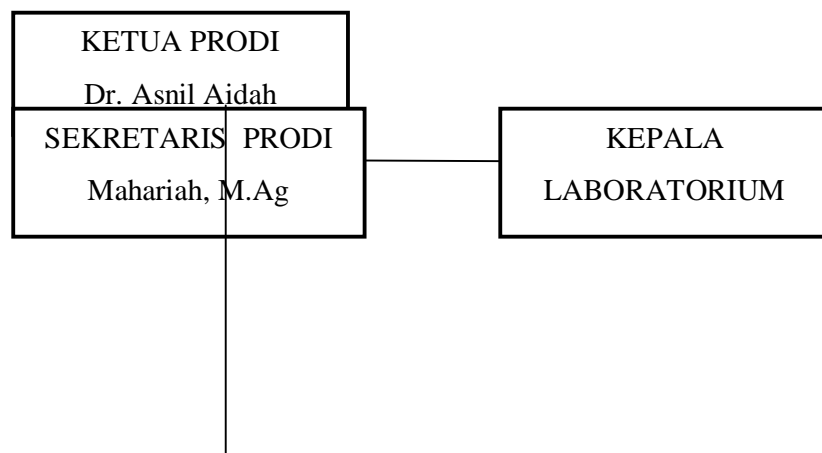 KETUA PRODI
Dr. Asnil Aidah
SEKRETARIS PRODI
Mahariah, M.Ag
KEPALA
LABORATORIUM